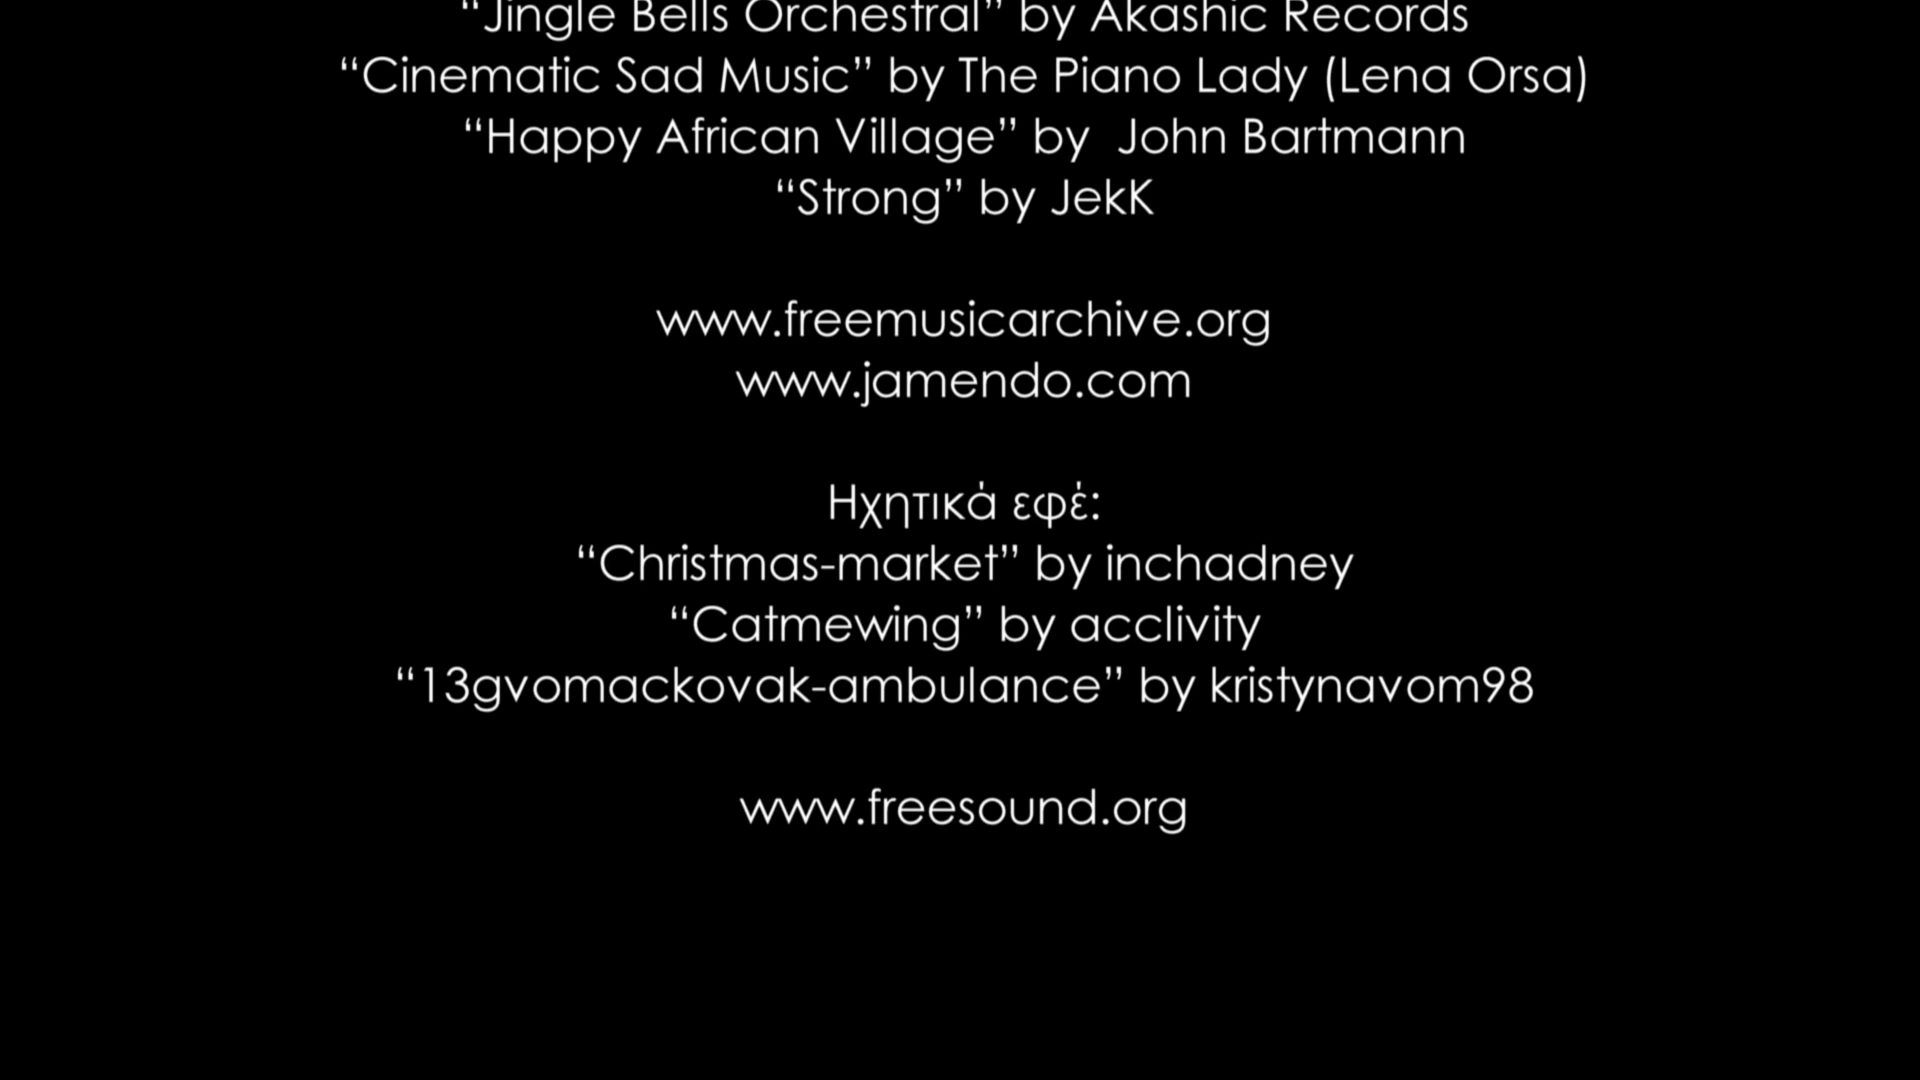 “Jingle Bells Orchestral” by Akashic Records
“Cinematic Sad Music” by The Piano Lady (Lena Orsa)
“Happy African Village” by  John Bartmann
“Strong” by JekK
www.freemusicarchive.org
www.jamendo.com
Ηχητικά εφέ:
“Christmas-market” by inchadney
“Catmewing” by acclivity
“13gvomackovak-ambulance” by kristynavom98
www.freesound.org